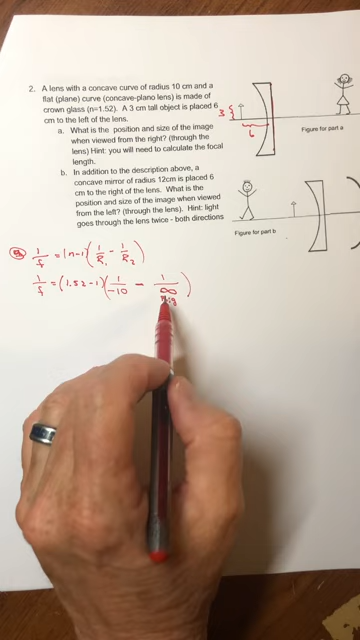 2. A lens with a concave curve of radius 10 cm and a
flat (plane) curve (concave-plano lens) is made of
crown glass (n=1.52). A 3 cm tall object is placed 6
cm to the left of the lens.
a. What is the position and size of the image
when viewed from the right? (through the
lens) Hint: you will need to calculate the focal
length.
b. In addition to the description above, a
concave mirror of radius 12cm is placed 6
cm to the right of the lens. What is the
position and size of the image when viewed
from the left? (through the lens). Hint: light
goes through the lens twice - both directions
3
6
Figure for part a
Figure for part b
1/f = (n-1)(1/R₁ - 1/R₂)
1/f = (1.52-1)(1/-10 - 1/∞)